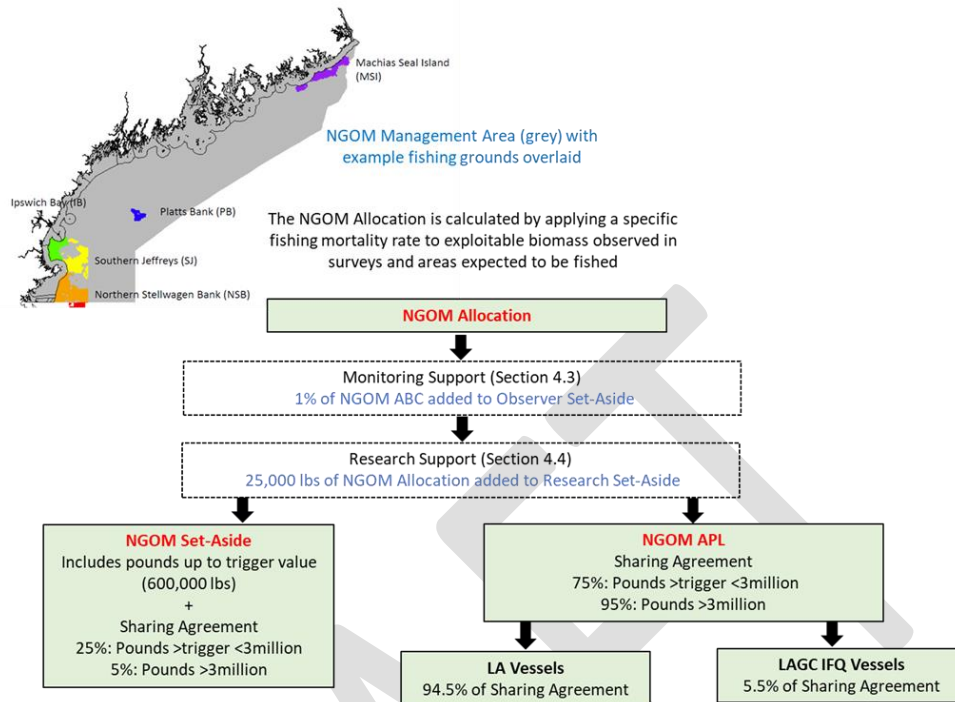 Machias Seal Island
(MSI)
NGOM Management Area (grey) with
example fishing grounds overlaid
Ipswich Bay (IB)
Platts Bank (PB)
The NGOM Allocation is calculated by applying a specific
fishing mortality rate to exploitable biomass observed in
surveys and areas expected to be fished
Southern Jeffreys (SJ)
Northern Stellwagen Bank (NSB)
NGOM Allocation
Monitoring Support (Section 4.3)
1% of NGOM ABC added to Observer Set-Aside
Research Support (Section 4.4)
25,000 lbs of NGOM Allocation added to Research Set-Aside
NGOM Set-Aside
Includes pounds up to trigger value
(600,000 lbs)
+
Sharing Agreement
25%: Pounds >trigger <3million
5%: Pounds >3million
NGOM APL
Sharing Agreement
75%: Pounds >trigger <3million
95%: Pounds >3million
LA Vessels
94.5% of Sharing Agreement
LAGC IFQ Vessels
5.5% of Sharing Agreement